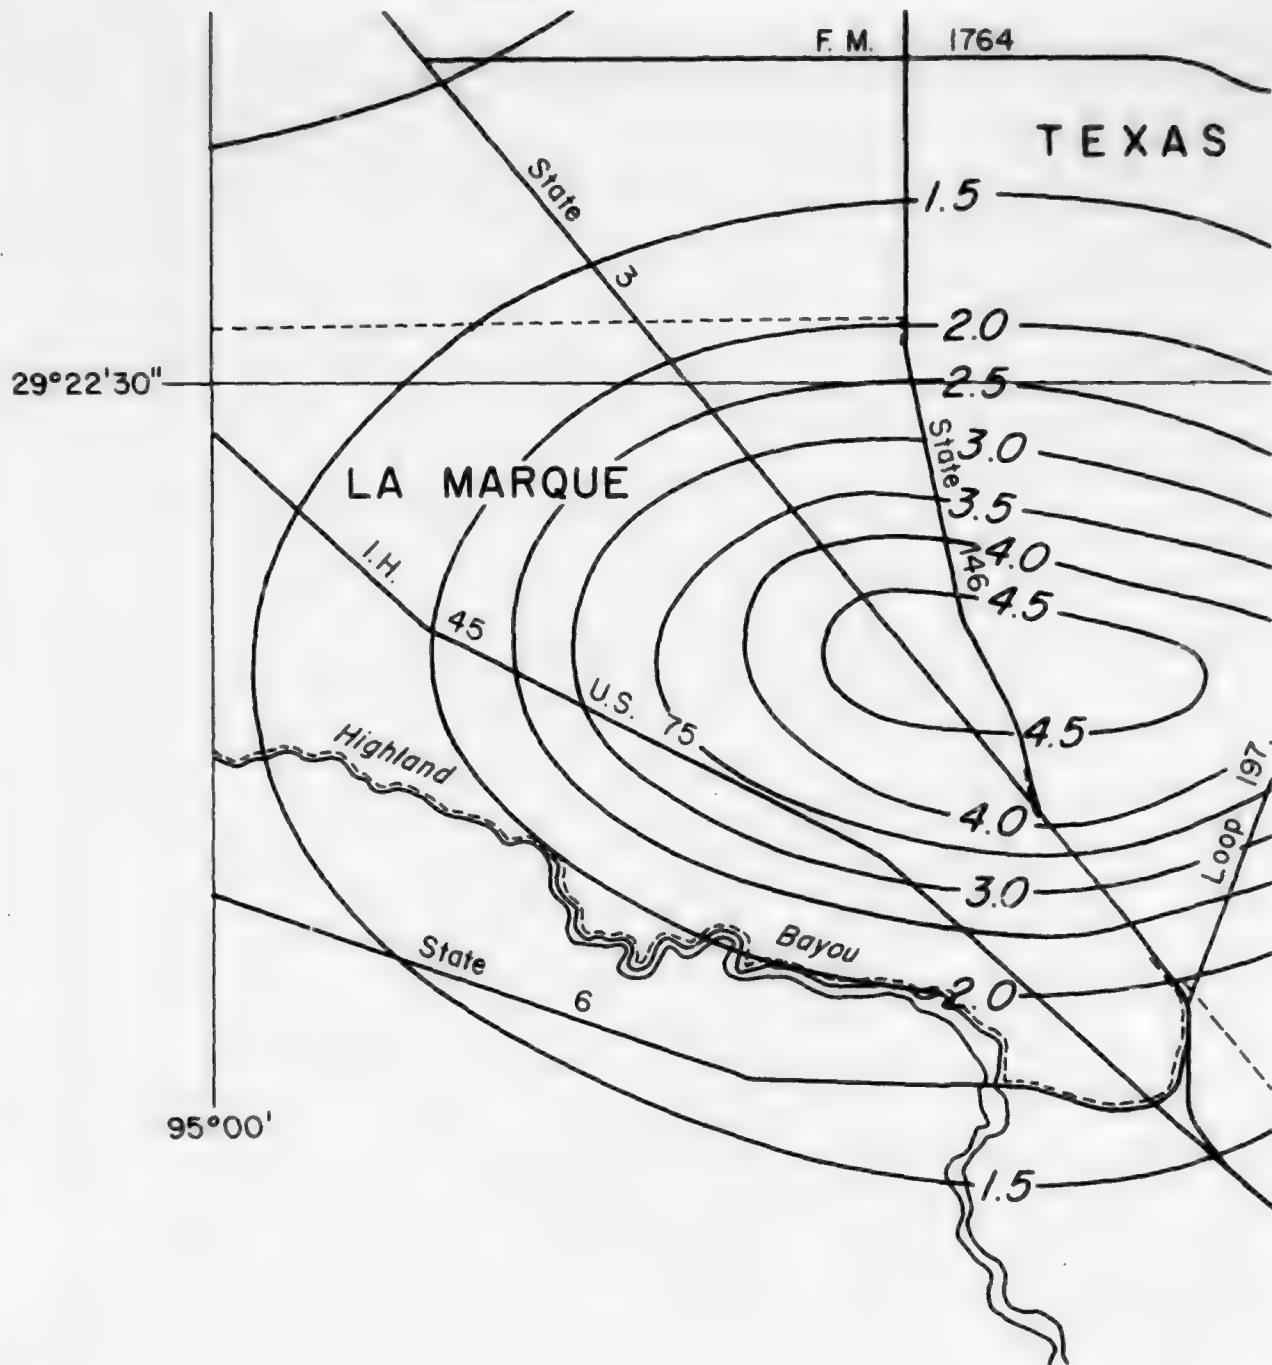 F. M. 1764
TEXAS
State 3
1.5
2.0
29°22'30"
2.5
State 146
3.0
LA MARQUE
3.5
4.0
I.H. 45
4.5
U.S. 75
4.5
Highland Bayou
Loop 197
4.0
3.0
State 6
2.0
95°00'
1.5